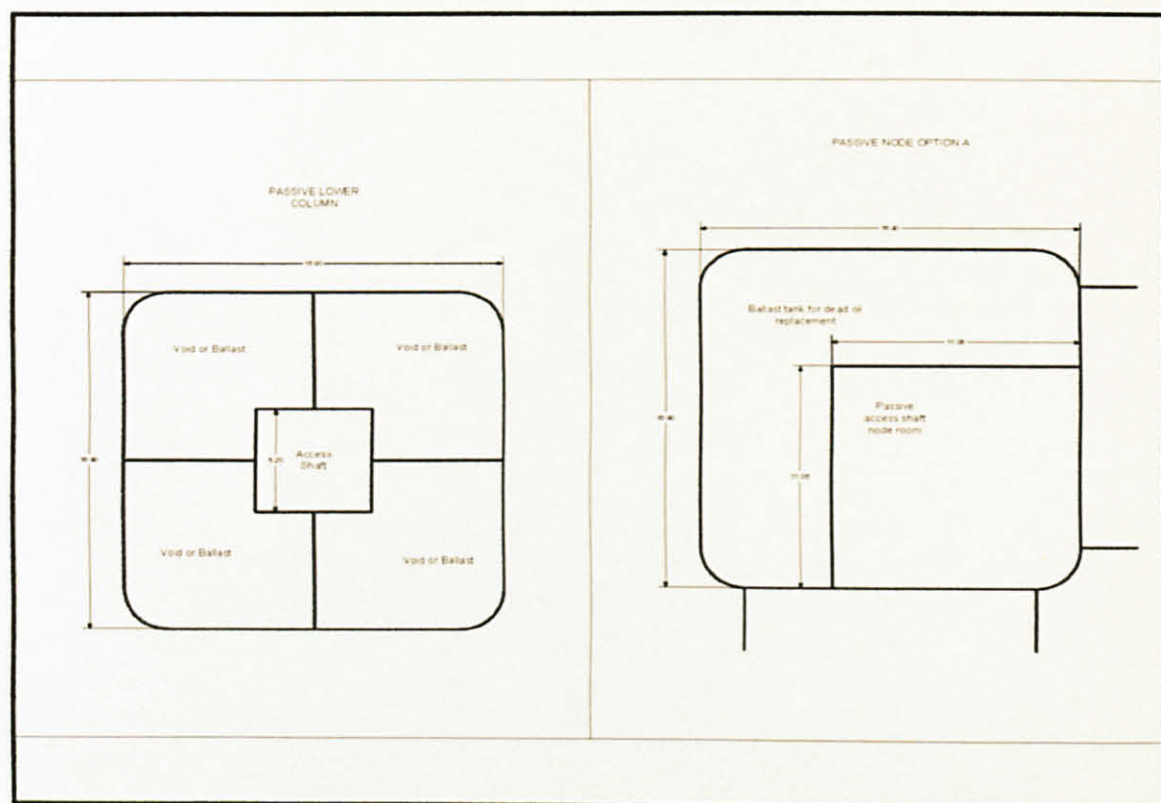 PASSIVE LOWER
COLUMN
Void or Ballast
Void or Ballast
Access
Shaft
Void or Ballast
Void or Ballast
PASSIVE NODE OPTION A
Ballast tank for dead oil
replacement
Passive
access shaft
node room